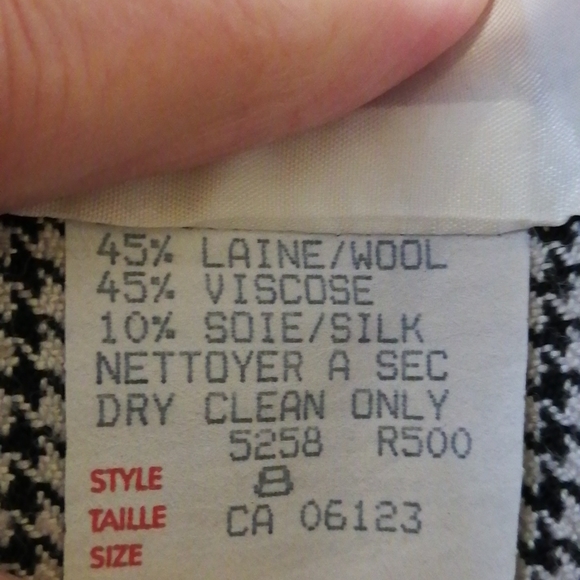 45% LAINE/WOOL
45% VISCOSE
10% SOIE/SILK
NETTOYER A SEC
DRY CLEAN ONLY
5258 R500
STYLE 8
TAILLE CA 06123
SIZE